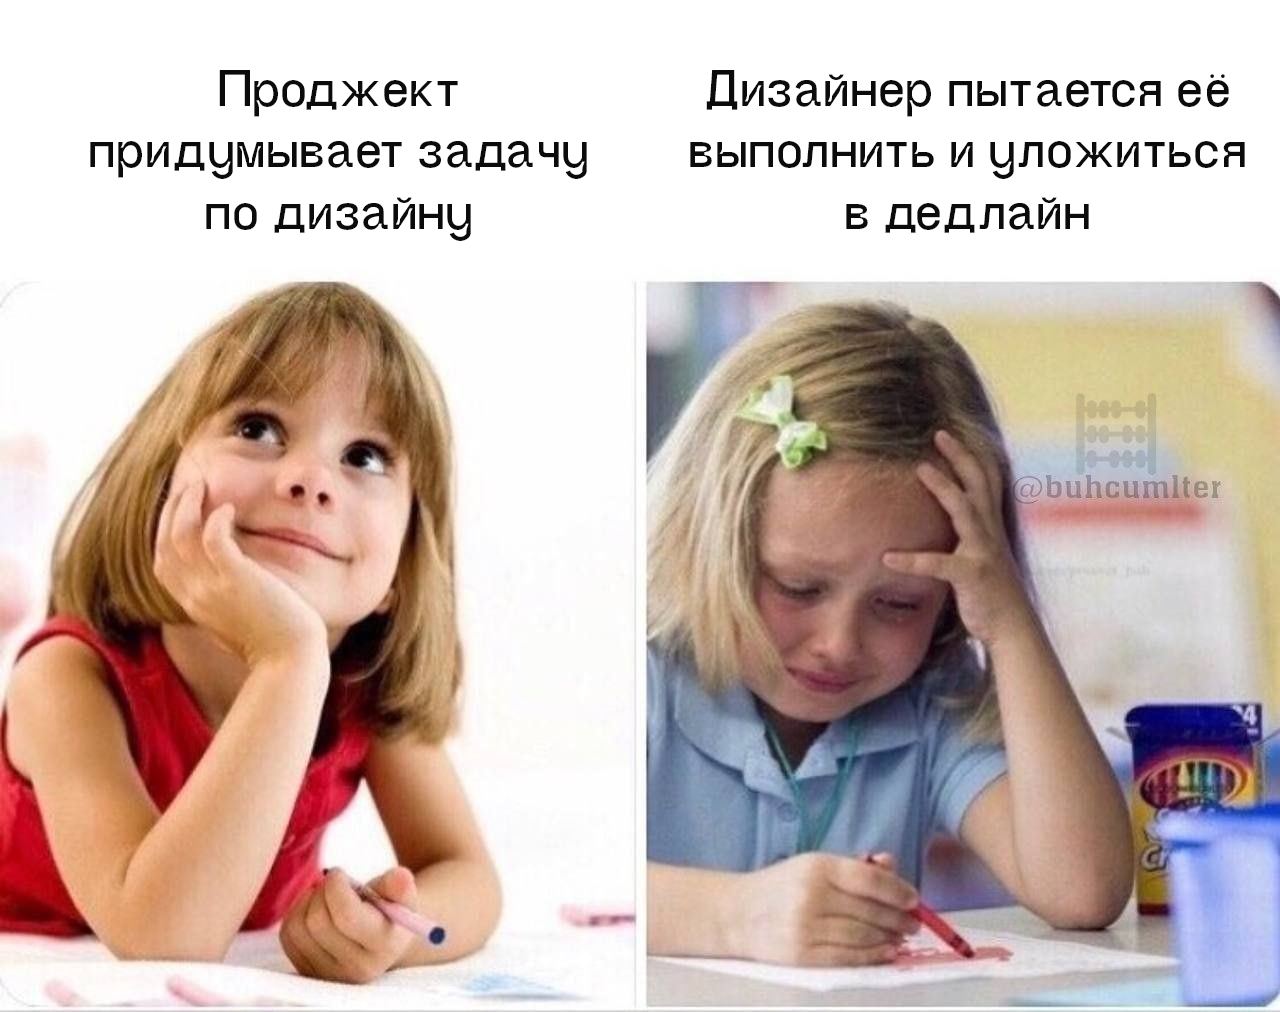 Проджект
придумывает задачу
по дизайну
Дизайнер пытается её
выполнить и уложиться
в дедлайн
@buhcumlter